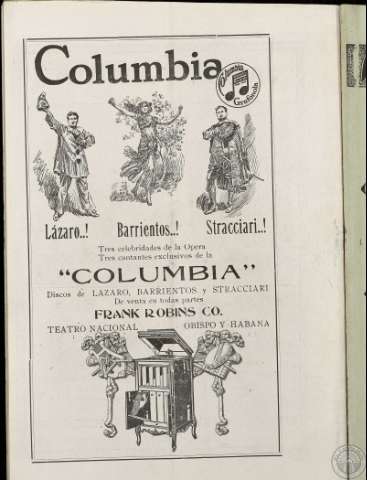 Columbia
Columbia
Grafonola
Lázaro..! Barrientos..! Stracciari..!
Tres celebridades de la Opera
Tres cantantes exclusivos de la
"COLUMBIA"
Discos de LAZARO, BARRIENTOS y STRACCIARI
De venta en todas partes
FRANK ROBINS CO.
TEATRO NACIONAL OBISPO Y HABANA